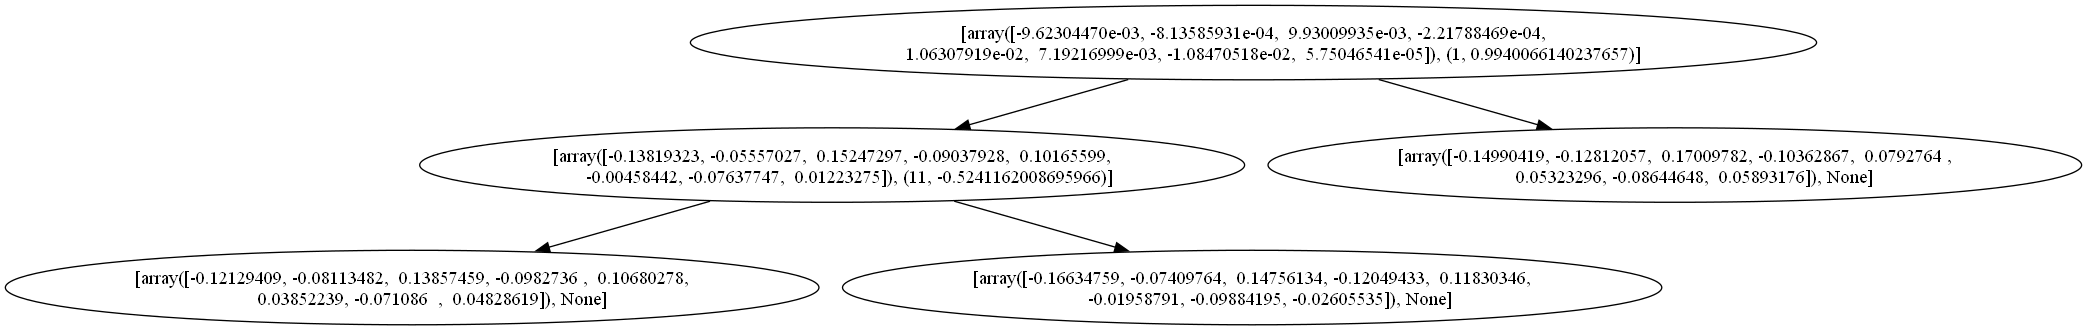 [array([-9.62304470e-03, -8.13585931e-04,  9.93009935e-03, -2.21788469e-04,
1.06307919e-02,  7.19216999e-03, -1.08470518e-02,  5.75046541e-05]), (1, 0.9940066140237657)]
[array([-0.13819323, -0.05557027,  0.15247297, -0.09037928,  0.10165599,
-0.00458442, -0.07637747,  0.01223275]), (11, -0.5241162008695966)]
[array([-0.14990419, -0.12812057,  0.17009782, -0.10362867,  0.0792764 ,
0.05323296, -0.08644648,  0.05893176]), None]
[array([-0.12129409, -0.08113482,  0.13857459, -0.0982736 ,  0.10680278,
0.03852239, -0.071086  ,  0.04828619]), None]
[array([-0.16634759, -0.07409764,  0.14756134, -0.12049433,  0.11830346,
-0.01958791, -0.09884195, -0.02605535]), None]